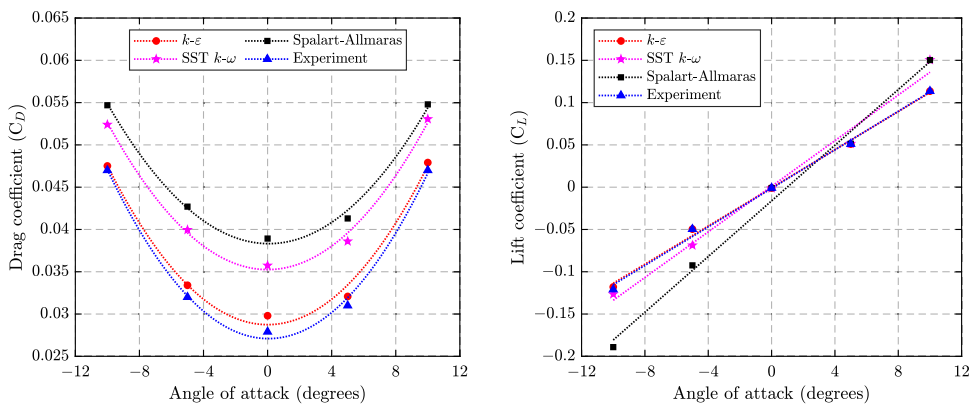 0.065
0.06
0.055
0.05
0.045
0.04
0.035
0.03
0.025
−12
−8
−4
0
4
8
12
Drag coefficient (C_D)
Angle of attack (degrees)
k-ε
SST k-ω
Spalart-Allmaras
Experiment
0.2
0.15
0.1
0.05
0
−0.05
−0.1
−0.15
−0.2
−12
−8
−4
0
4
8
12
Lift coefficient (C_L)
Angle of attack (degrees)
k-ε
SST k-ω
Spalart-Allmaras
Experiment